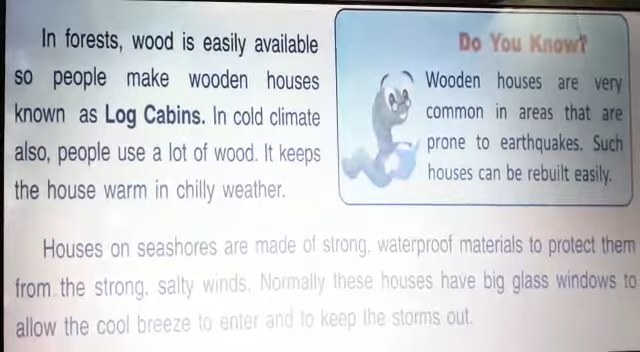 In forests, wood is easily available
so people make wooden houses
known as Log Cabins. In cold climate
also, people use a lot of wood. It keeps
the house warm in chilly weather.
Do You Know?
Wooden houses are very
common in areas that are
prone to earthquakes. Such
houses can be rebuilt easily.
Houses on seashores are made of strong, waterproof materials to protect them
from the strong, salty winds. Normally these houses have big glass windows to
allow the cool breeze to enter and to keep the storms out.